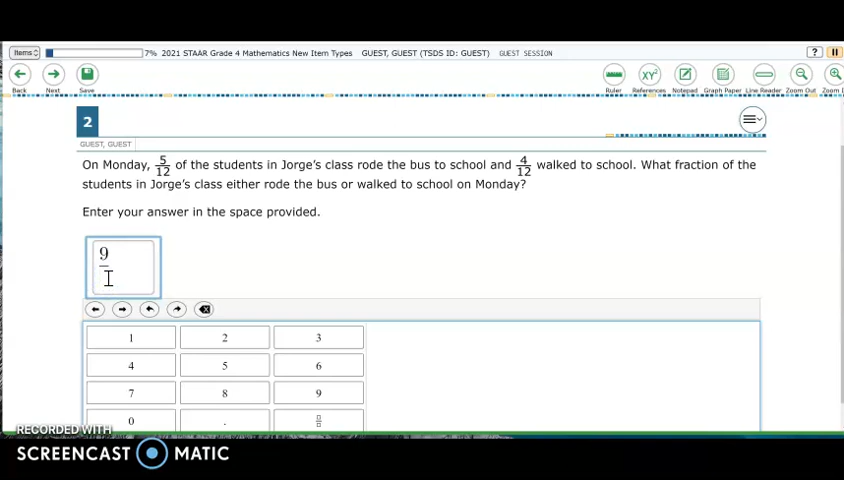 Items 7% 2021 STAAR Grade 4 Mathematics New Item Types GUEST, GUEST (TSDS ID: GUEST) GUEST SESSION ?
Back Next Save Ruler References Notepad Graph Paper Line Reader Zoom Out
XY²
2
GUEST, GUEST
On Monday, 5/12 of the students in Jorge's class rode the bus to school and 4/12 walked to school. What fraction of the
students in Jorge's class either rode the bus or walked to school on Monday?
Enter your answer in the space provided.
9
1 2 3
4 5 6
7 8 9
0 .
RECORDED WITH
SCREENCAST MATIC